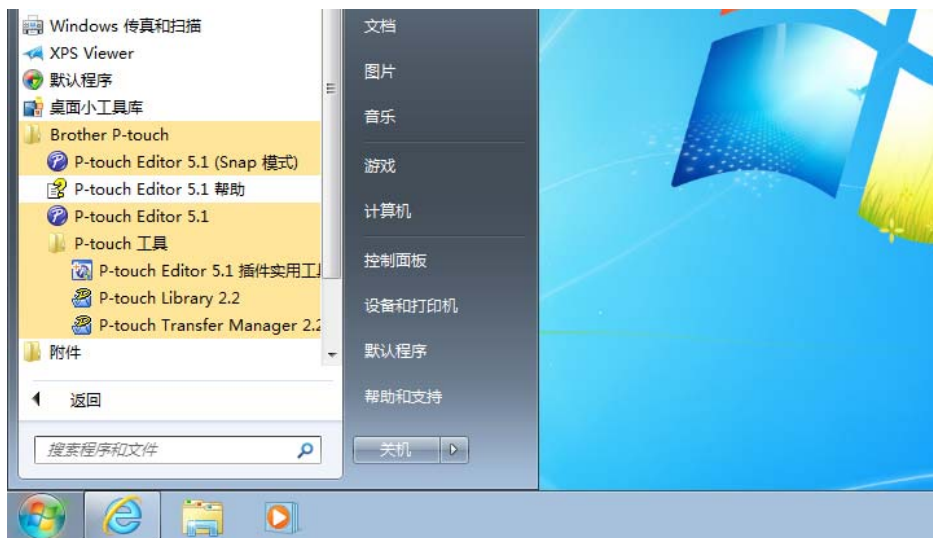 Windows 传真和扫描
XPS Viewer
默认程序
桌面小工具库
Brother P-touch
P-touch Editor 5.1 (Snap 模式)
P-touch Editor 5.1 帮助
P-touch Editor 5.1
P-touch 工具
P-touch Editor 5.1 插件实用工
P-touch Library 2.2
P-touch Transfer Manager 2.2
附件
返回
搜索程序和文件
文档
图片
音乐
游戏
计算机
控制面板
设备和打印机
默认程序
帮助和支持
关机